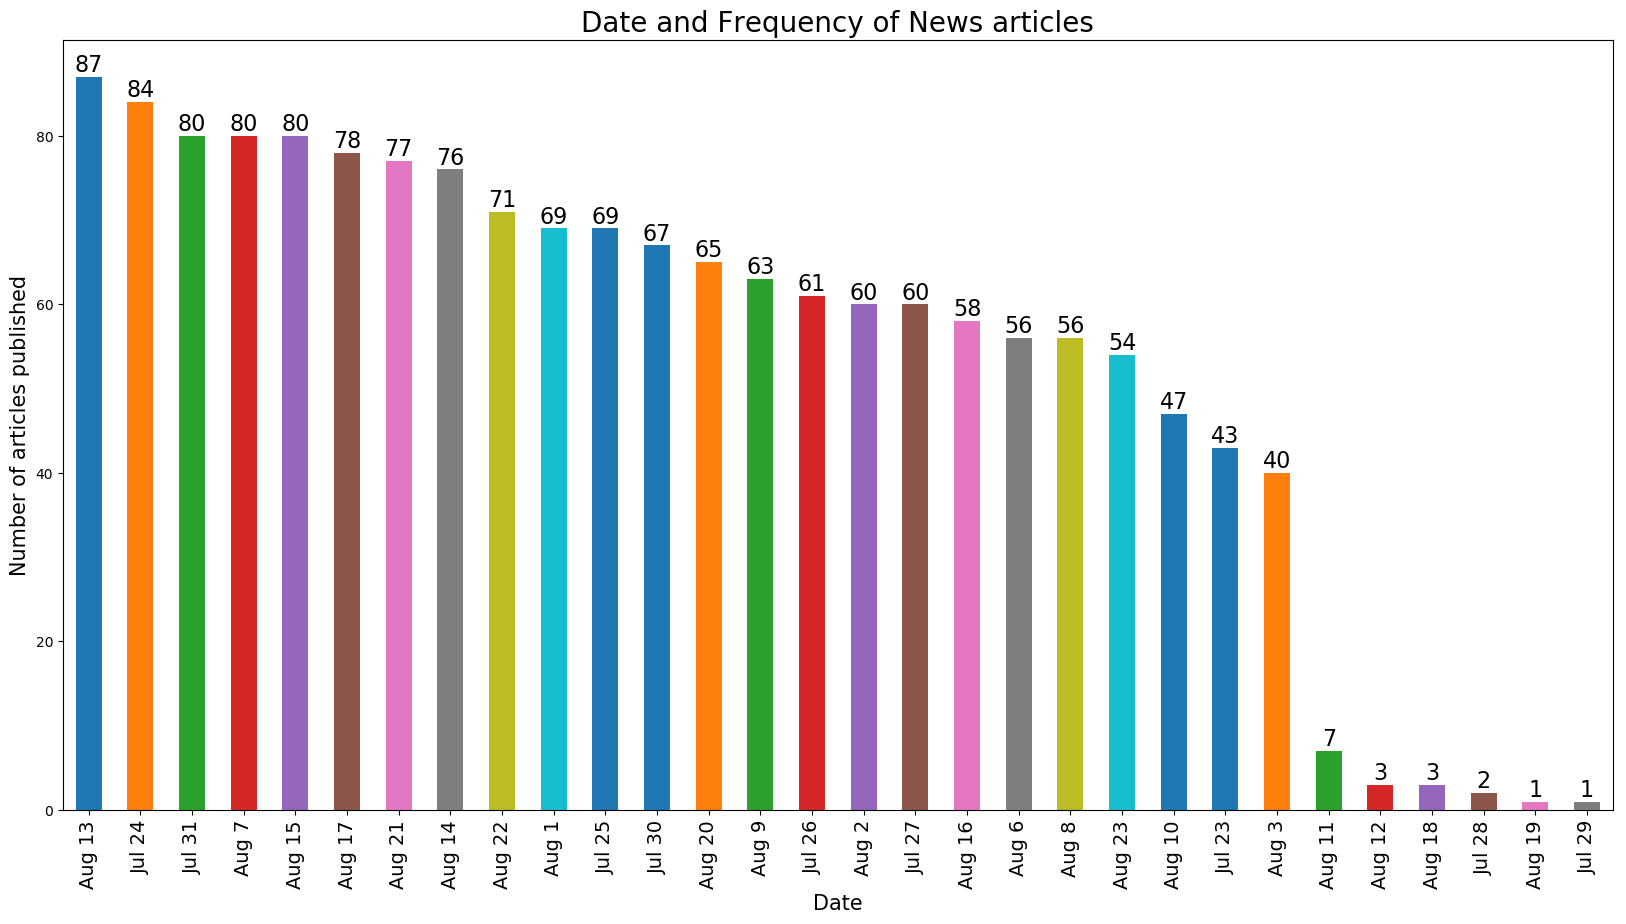 Date and Frequency of News articles
Number of articles published
80
60
40
20
0
87
84
80
80
80
78
77
76
71
69
69
67
65
63
61
60
60
58
56
56
54
47
43
40
7
3
3
2
1
1
Aug 13
Jul 24
Jul 31
Aug 7
Aug 15
Aug 17
Aug 21
Aug 14
Aug 22
Aug 1
Jul 25
Jul 30
Aug 20
Aug 9
Jul 26
Aug 2
Jul 27
Aug 16
Aug 6
Aug 8
Aug 23
Aug 10
Jul 23
Aug 3
Aug 11
Aug 12
Aug 18
Jul 28
Aug 19
Jul 29
Date